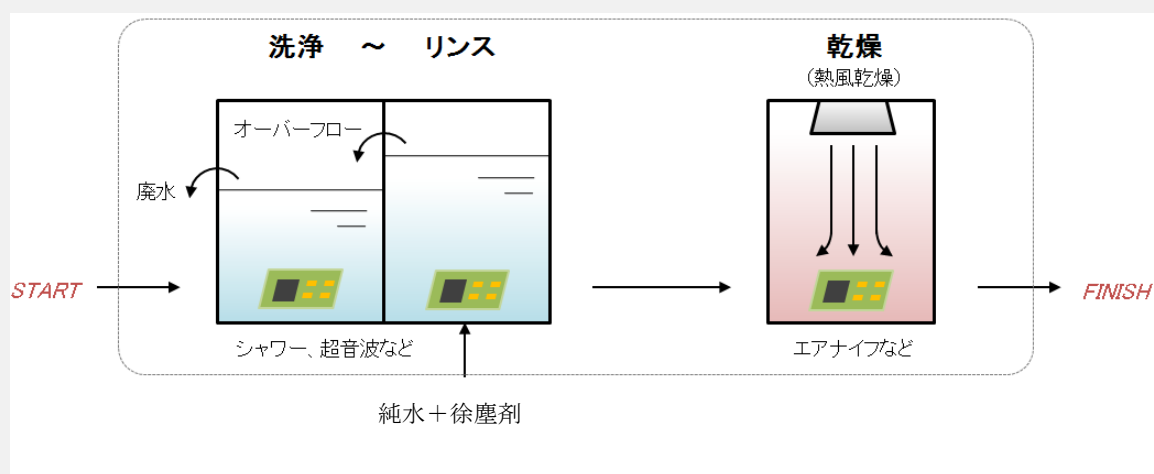 洗浄 ～ リンス
乾燥
(熱風乾燥)
オーバーフロー
廃水
START
FINISH
シャワー、超音波など
エアナイフなど
純水＋徐塵剤